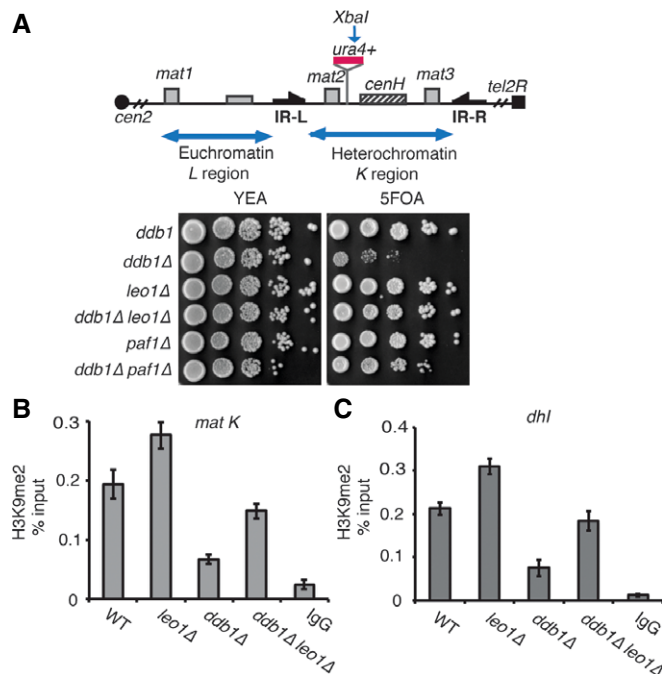 A
XbaI
ura4+
mat1
mat2
cenH
mat3
tel2R
cen2
IR-L
IR-R
Euchromatin
L region
Heterochromatin
K region
YEA
5FOA
ddb1
ddb1Δ
leo1Δ
ddb1Δ leo1Δ
paf1Δ
ddb1Δ paf1Δ
B
mat K
H3K9me2
% input
0.3
0.2
0.1
0
WT
leo1Δ
ddb1Δ
ddb1Δ leo1Δ
IgG
C
dhI
H3K9me2
% input
0.4
0.3
0.2
0.1
0
WT
leo1Δ
ddb1Δ
ddb1Δ leo1Δ
IgG